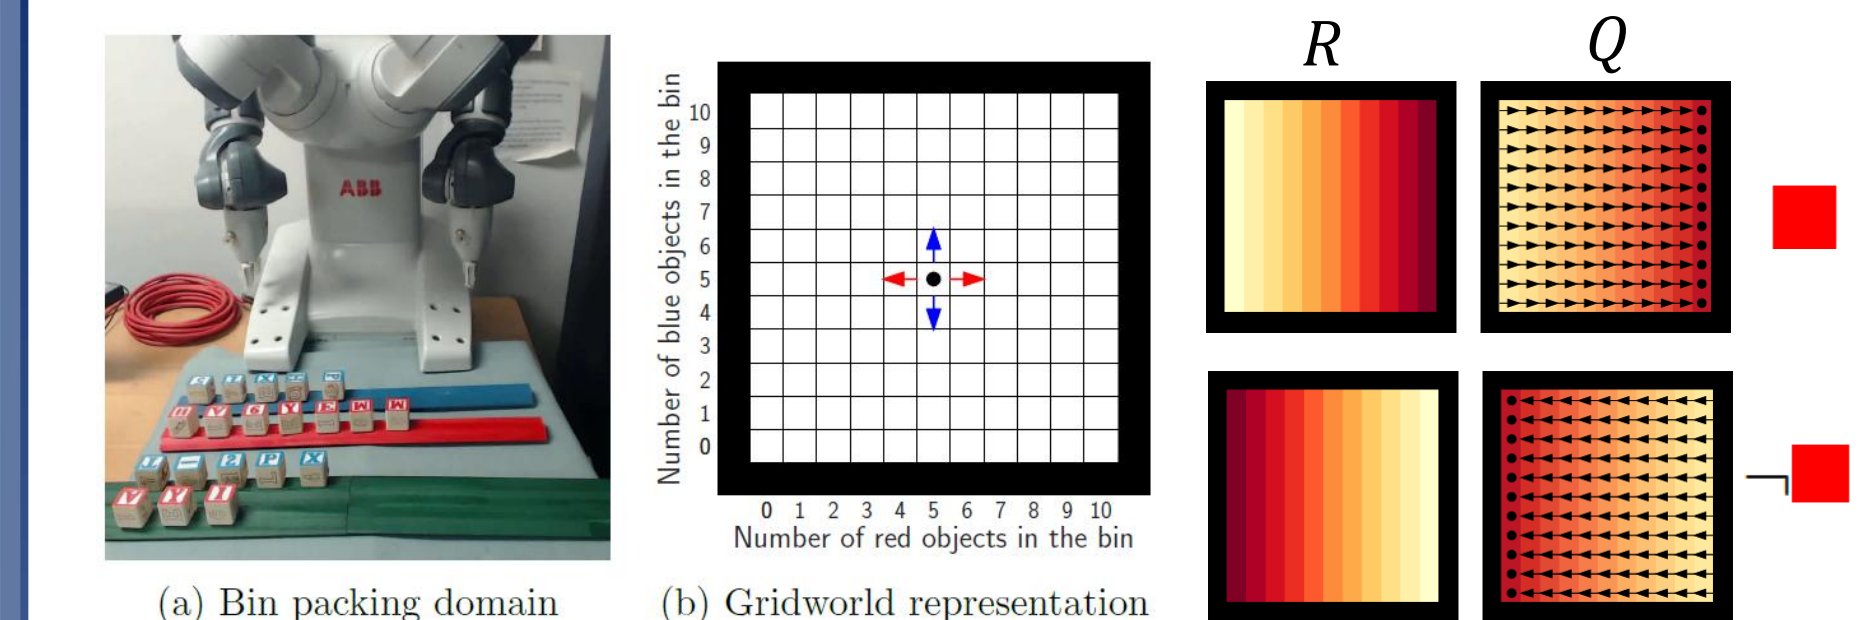 R
Q
ABB
Number of blue objects in the bin
10
9
8
7
6
5
4
3
2
1
0
0 1 2 3 4 5 6 7 8 9 10
Number of red objects in the bin
¬
(a) Bin packing domain
(b) Gridworld representation